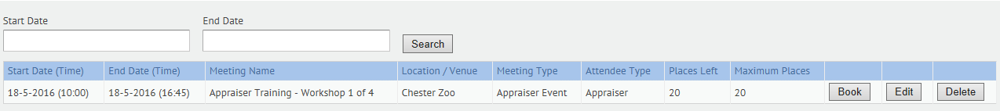 Start Date End Date
Search
Start Date (Time) End Date (Time) Meeting Name Location / Venue Meeting Type Attendee Type Places Left Maximum Places
18-5-2016 (10:00) 18-5-2016 (16:45) Appraiser Training - Workshop 1 of 4 Chester Zoo Appraiser Event Appraiser 20 20 Book Edit Delete